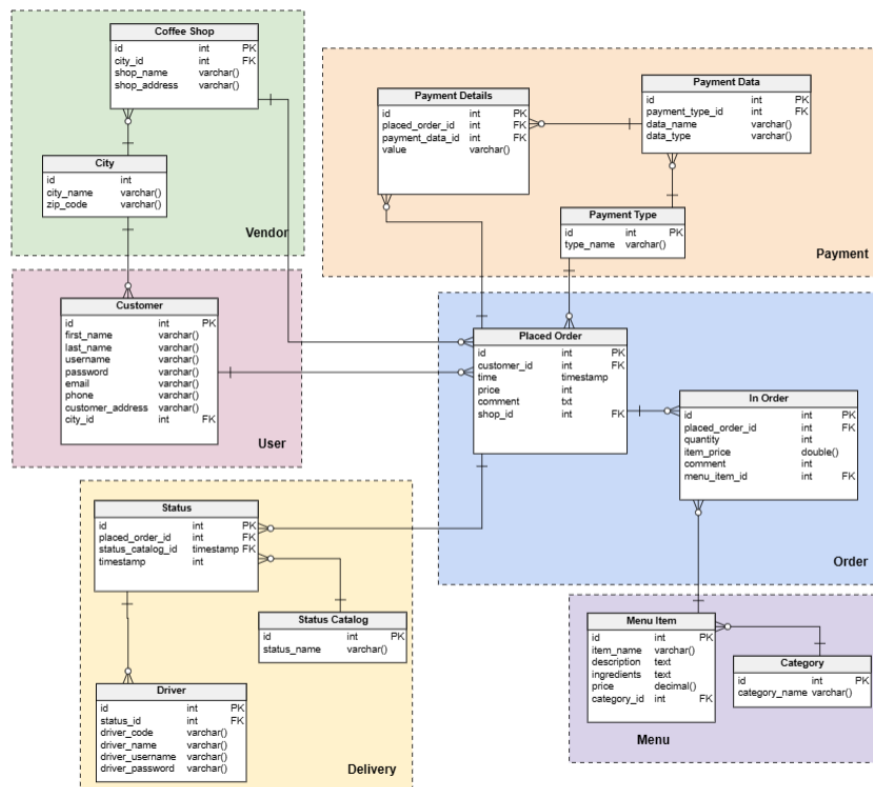 Coffee Shop
id int PK
city_id int FK
shop_name varchar()
shop_address varchar()
City
id int
city_name varchar()
zip_code varchar()
Vendor
Payment Details
id int PK
placed_order_id int FK
payment_data_id int FK
value varchar()
Payment Data
id int PK
payment_type_id int FK
data_name varchar()
data_type varchar()
Payment Type
id int PK
type_name varchar()
Payment
Customer
id int PK
first_name varchar()
last_name varchar()
username varchar()
password varchar()
email varchar()
phone varchar()
customer_address varchar()
city_id int FK
User
Placed Order
id int PK
customer_id int FK
time timestamp
price int
comment txt
shop_id int FK
In Order
id int PK
placed_order_id int FK
quantity int
item_price double()
comment int
menu_item_id int FK
Order
Status
id int PK
placed_order_id int FK
status_catalog_id timestamp FK
timestamp int
Status Catalog
id int PK
status_name varchar()
Driver
id int PK
status_id int FK
driver_code varchar()
driver_name varchar()
driver_username varchar()
driver_password varchar()
Delivery
Menu Item
id int PK
item_name varchar()
description text
ingredients text
price decimal()
category_id int FK
Category
id int PK
category_name varchar()
Menu